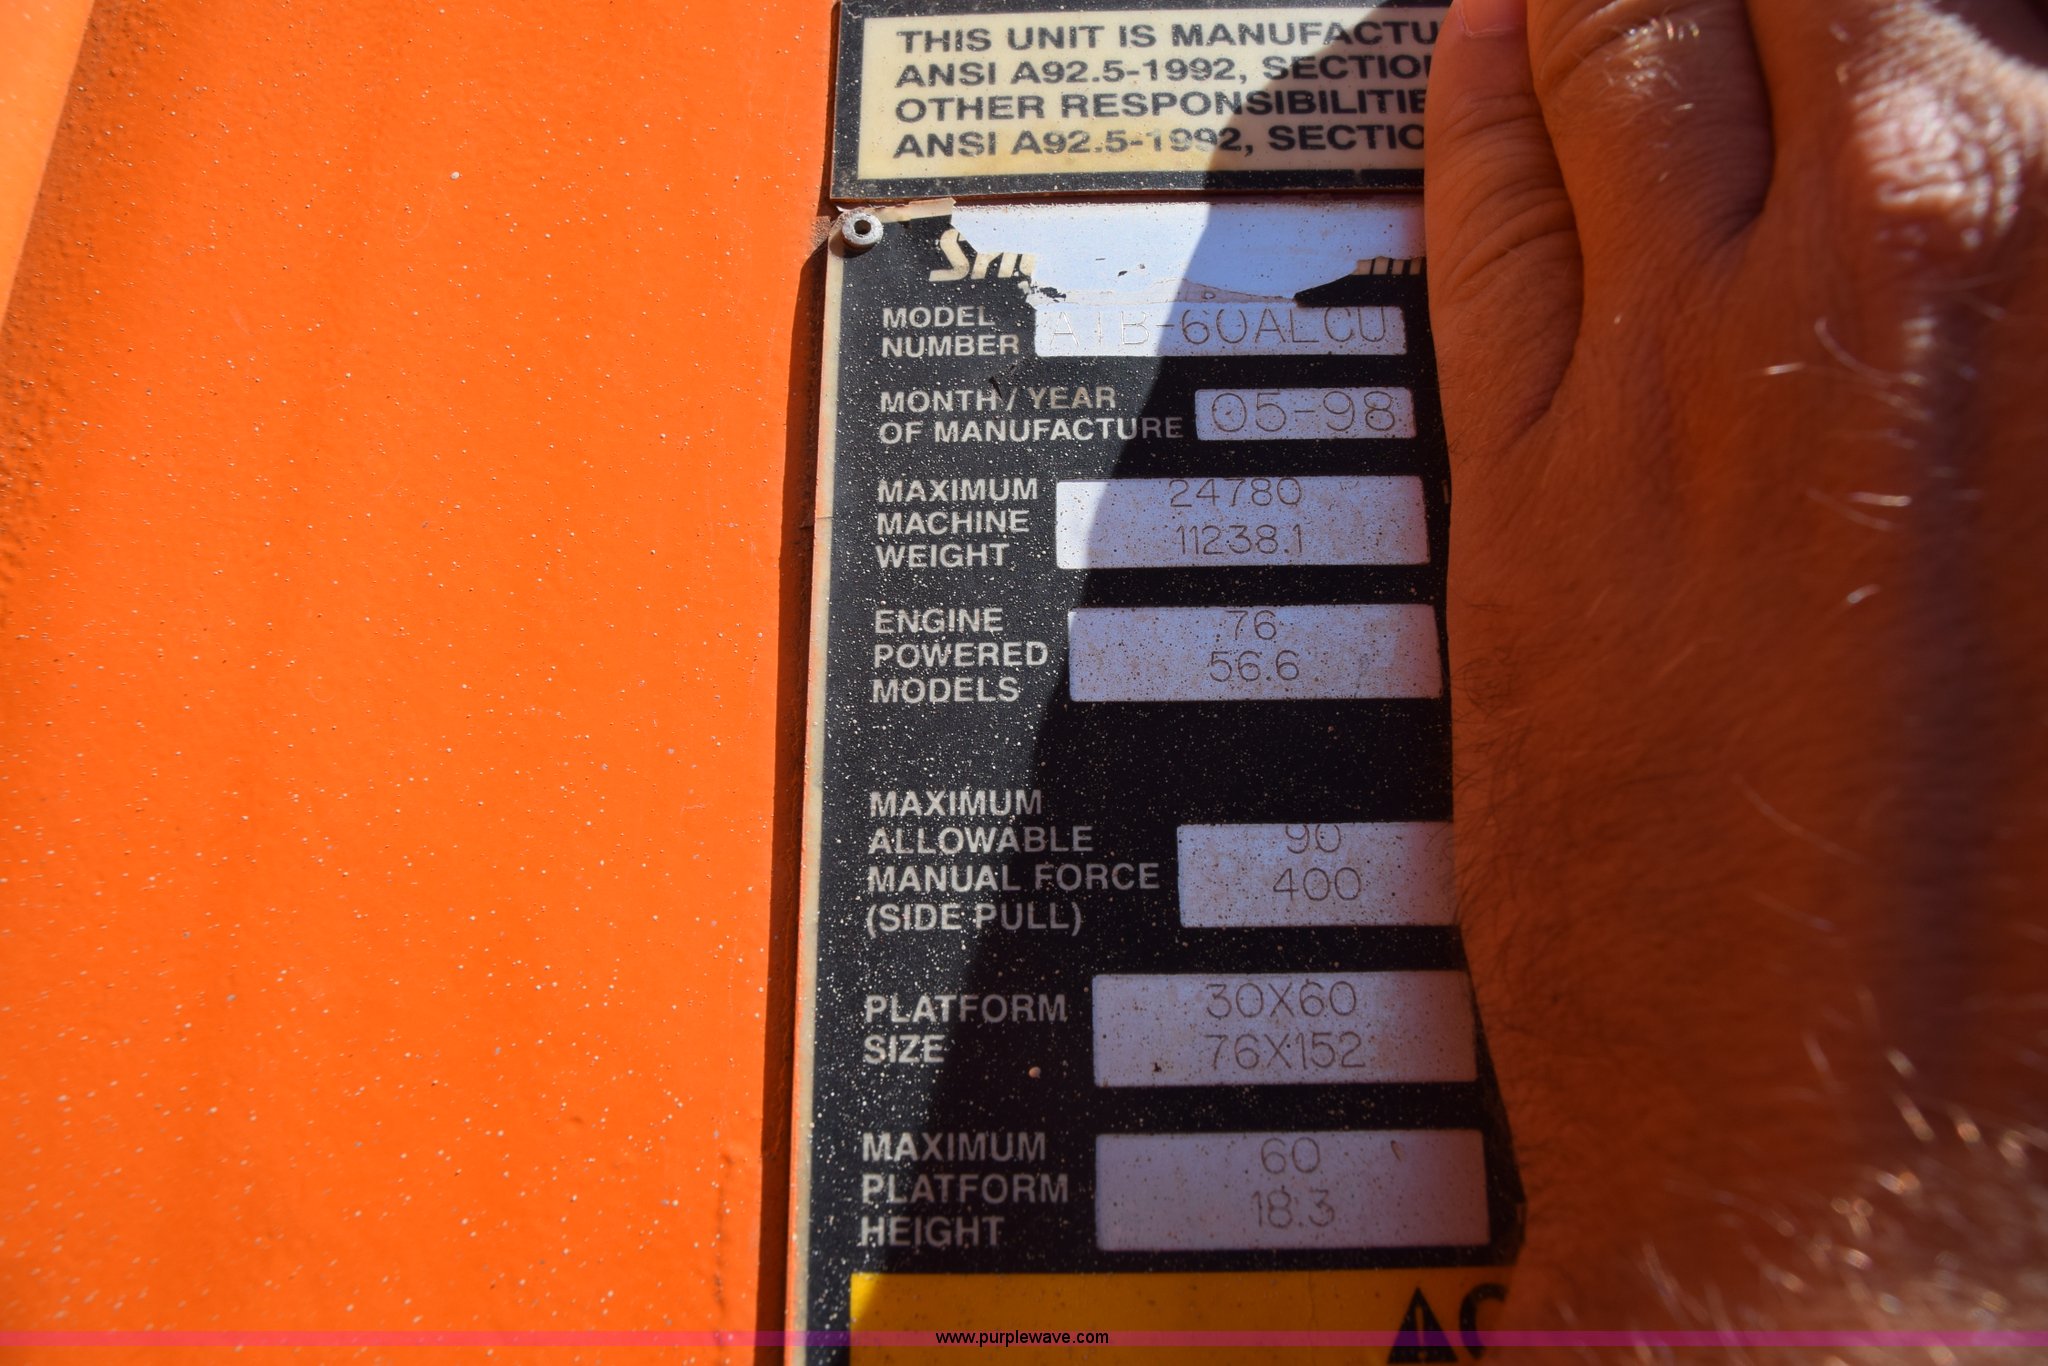 THIS UNIT IS MANUFACTU
ANSI A92.5-1992, SECTION
OTHER RESPONSIBILITIE
ANSI A92.5-1992, SECTIO
MODEL
NUMBER ATB-60ALCU
MONTH / YEAR
OF MANUFACTURE 05-98
MAXIMUM 24780
MACHINE
WEIGHT 11238.1
ENGINE 76
POWERED 56.6
MODELS
MAXIMUM
ALLOWABLE 90
MANUAL FORCE 400
(SIDE PULL)
PLATFORM 30X60
SIZE 76X152
MAXIMUM 60
PLATFORM 18.3
HEIGHT
www.purplewave.com